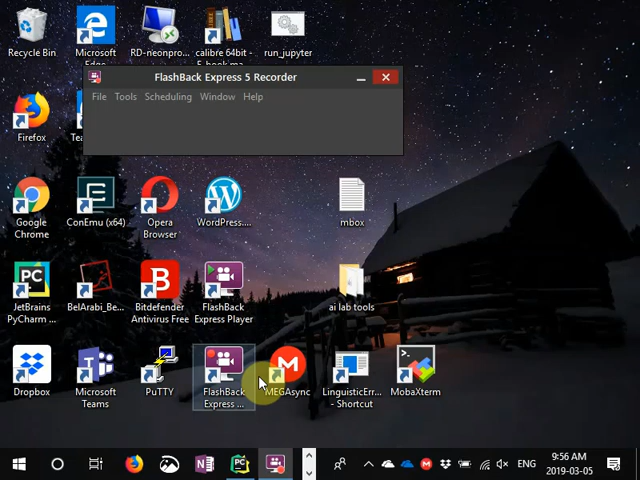 FlashBack Express 5 Recorder
File Tools Scheduling Window Help
Recycle Bin
Microsoft
Edge
RD-neonpro...
calibre 64bit -
run_jupyter
Firefox
Google
Chrome
ConEmu (x64)
Opera
Browser
WordPress....
mbox
JetBrains
PyCharm ...
BelArabi_Be...
Bitdefender
Antivirus Free
FlashBack
Express Player
ai lab tools
Dropbox
Microsoft
Teams
PuTTY
FlashBack
Express ...
MEGAsync
LinguisticErr...
- Shortcut
MobaXterm
ENG
9:56 AM
2019-03-05